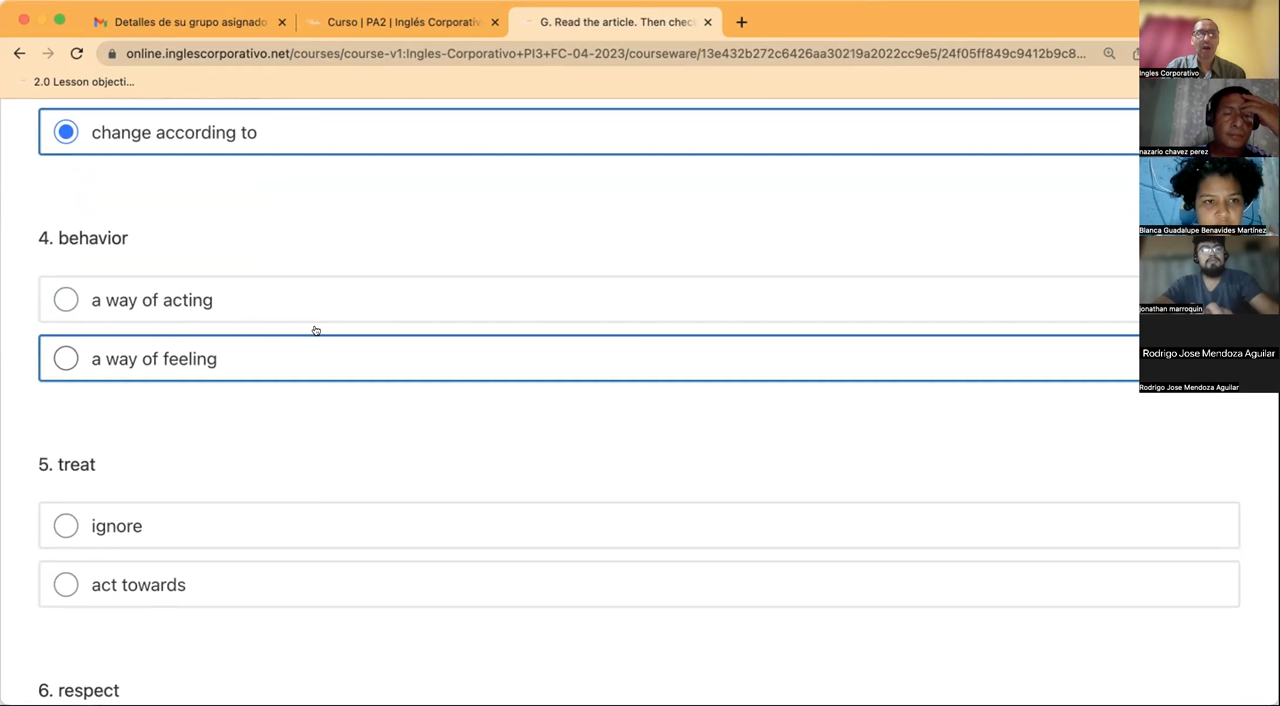 Detalles de su grupo asignado
Curso | PA2 | Inglés Corporativ
G. Read the article. Then chec
online.inglescorporativo.net/courses/course-v1:Ingles-Corporativo+PI3+FC-04-2023/courseware/13e432b272c6426aa30219a2022cc9e5/24f05ff849c9412b9c8...
2.0 Lesson objecti...
change according to
4. behavior
a way of acting
a way of feeling
5. treat
ignore
act towards
6. respect
Ingles Corporativo
nazario chavez perez
Blanca Guadalupe Benavides Martínez
jonathan marroquin
Rodrigo Jose Mendoza Aguilar
Rodrigo Jose Mendoza Aguilar